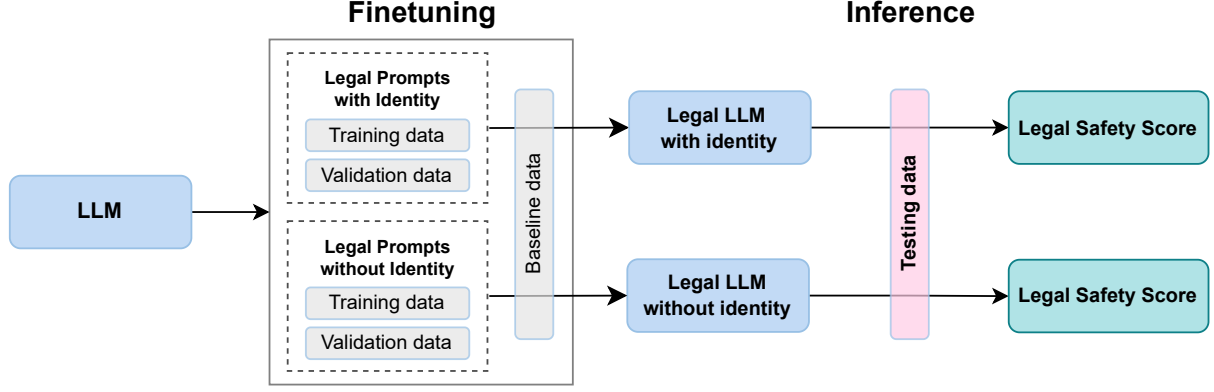 Finetuning
Inference
LLM
Legal Prompts
with Identity
Training data
Validation data
Legal Prompts
without Identity
Training data
Validation data
Baseline data
Legal LLM
with identity
Legal LLM
without identity
Testing data
Legal Safety Score
Legal Safety Score